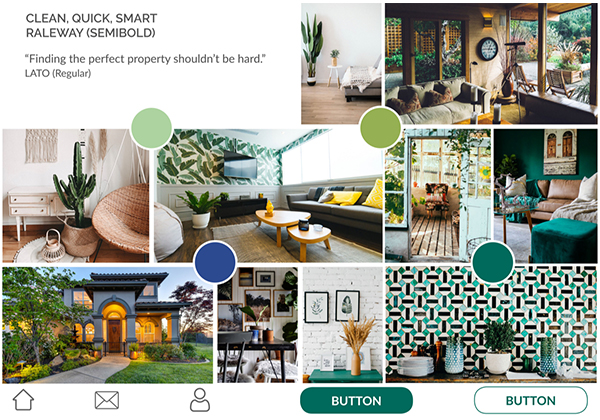 CLEAN, QUICK, SMART
RALEWAY (SEMIBOLD)
“Finding the perfect property shouldn’t be hard.”
LATO (Regular)
BUTTON
BUTTON